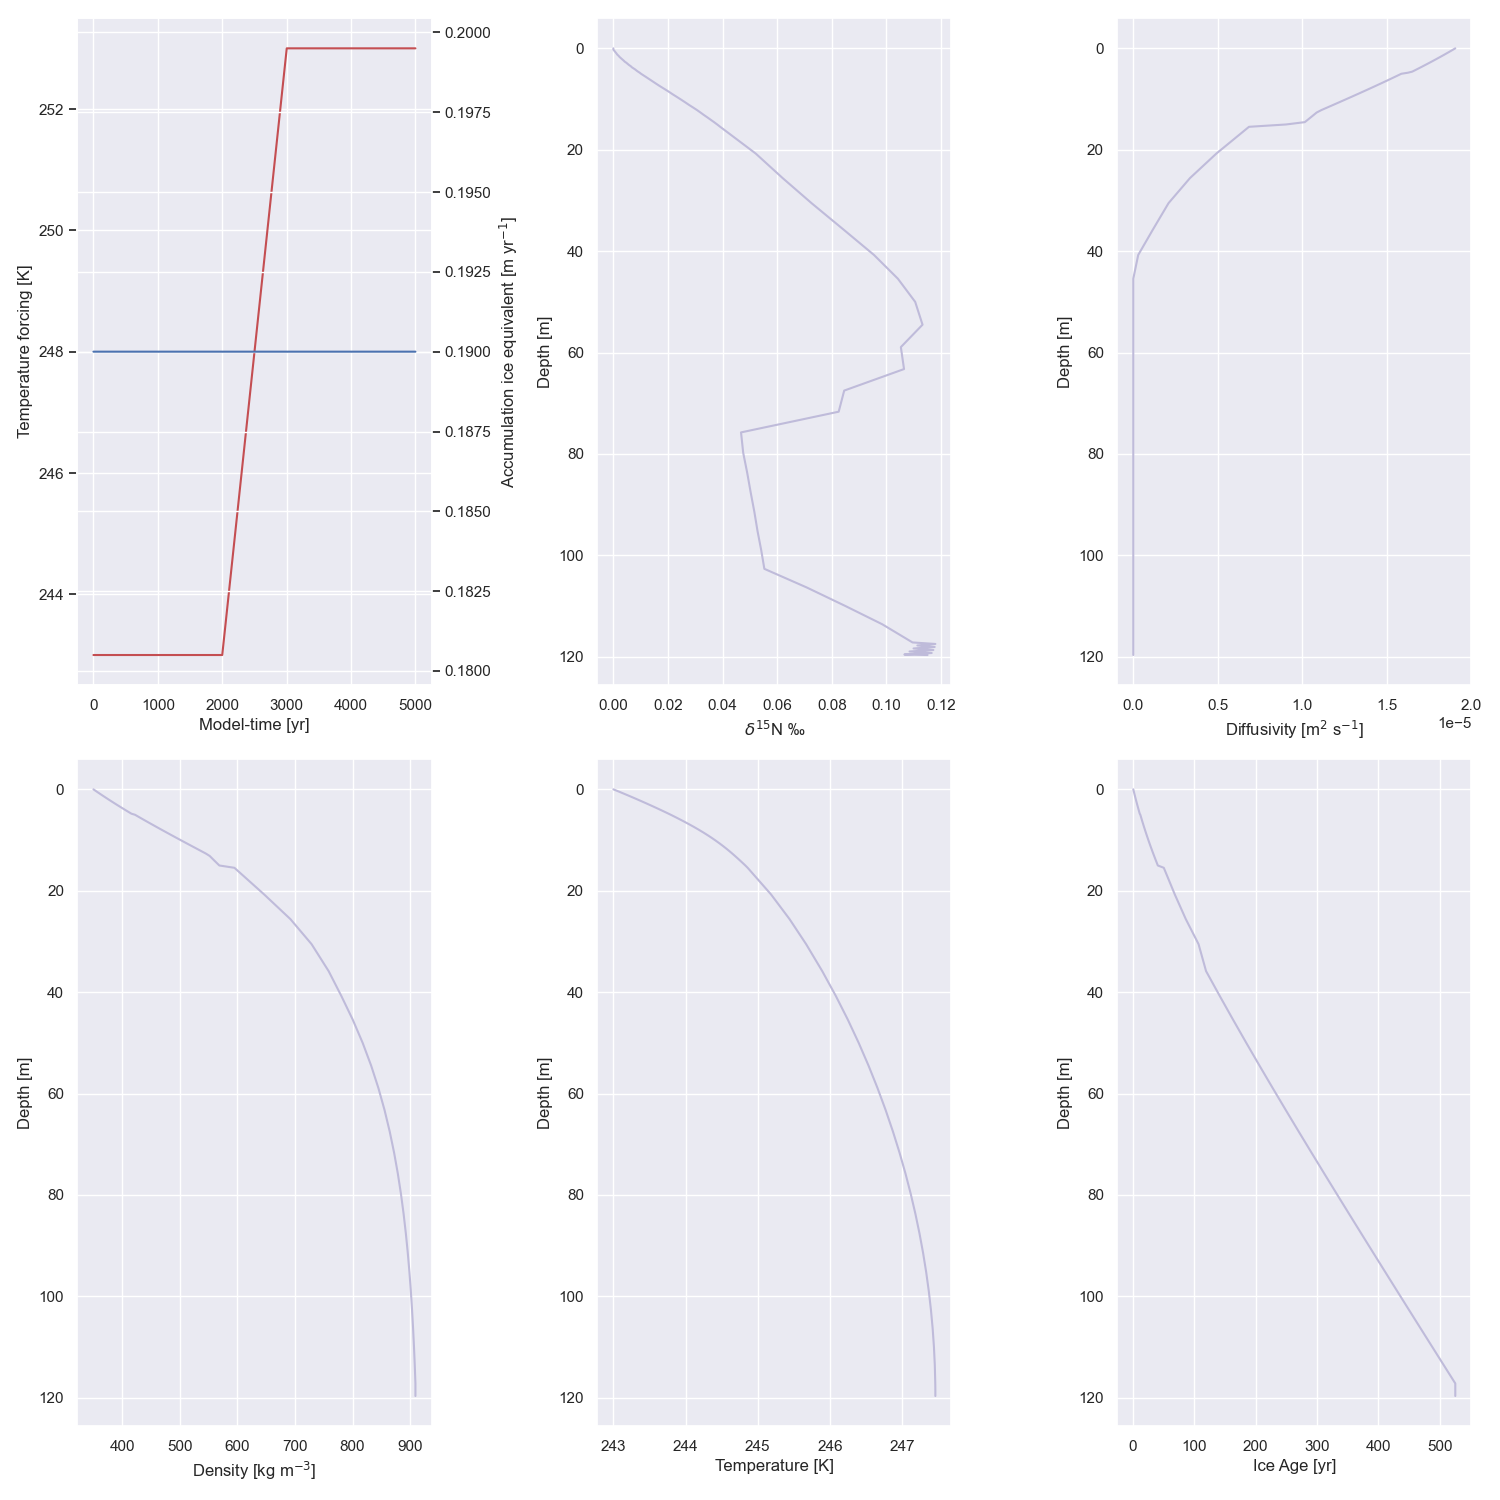 252
250
248
246
244
Temperature forcing [K]
0 1000 2000 3000 4000 5000
Model-time [yr]
0.2000
0.1975
0.1950
0.1925
0.1900
0.1875
0.1850
0.1825
0.1800
Accumulation ice equivalent [m yr⁻¹]
0
20
40
60
80
100
120
Depth [m]
0.00 0.02 0.04 0.06 0.08 0.10 0.12
δ¹⁵N ‰
0
20
40
60
80
100
120
Depth [m]
0.0 0.5 1.0 1.5 2.0
1e−5
Diffusivity [m² s⁻¹]
0
20
40
60
80
100
120
Depth [m]
400 500 600 700 800 900
Density [kg m⁻³]
0
20
40
60
80
100
120
Depth [m]
243 244 245 246 247
Temperature [K]
0
20
40
60
80
100
120
Depth [m]
0 100 200 300 400 500
Ice Age [yr]